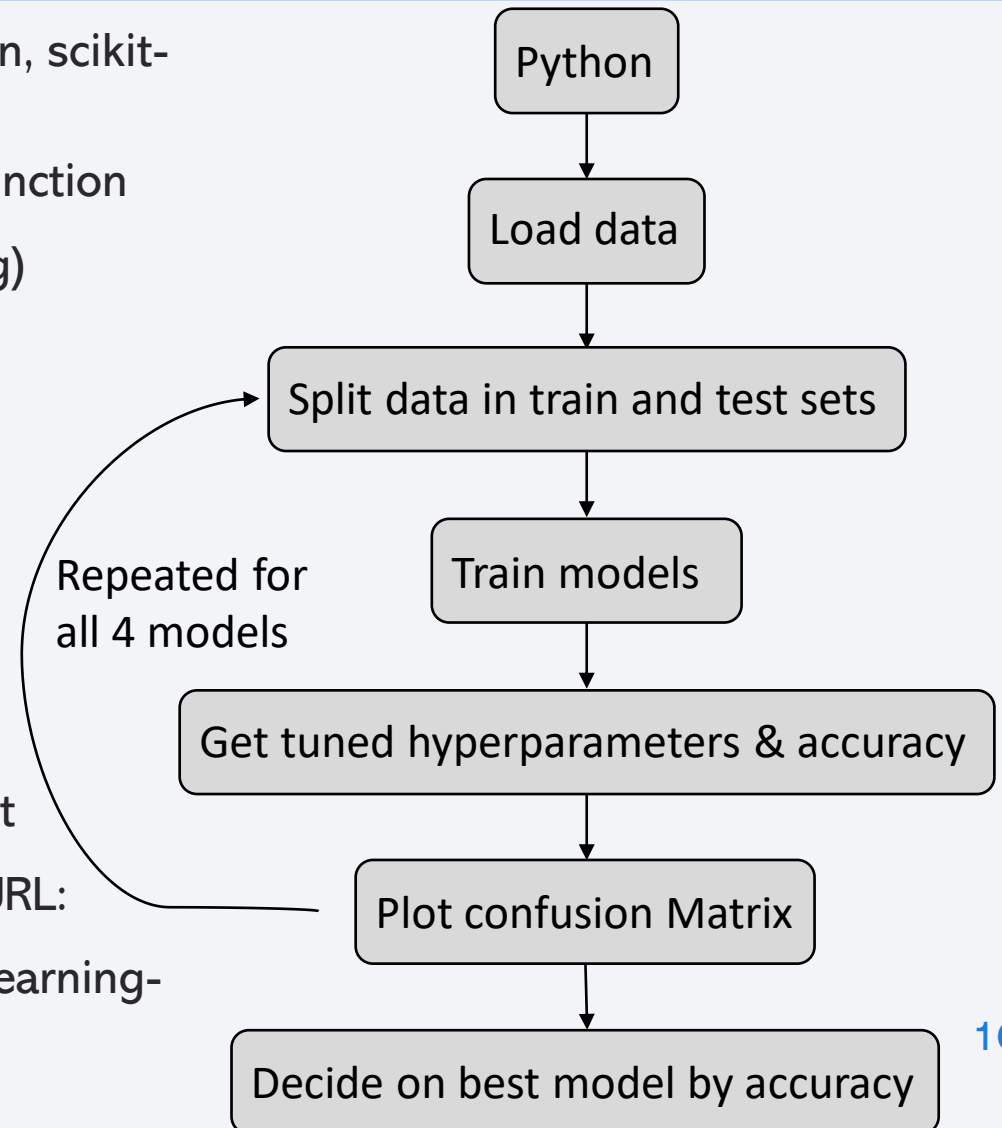 n, scikit-
nction
g)
t
URL:
earning-
Python
Load data
Split data in train and test sets
Train models
Get tuned hyperparameters & accuracy
Plot confusion Matrix
Decide on best model by accuracy
Repeated for
all 4 models